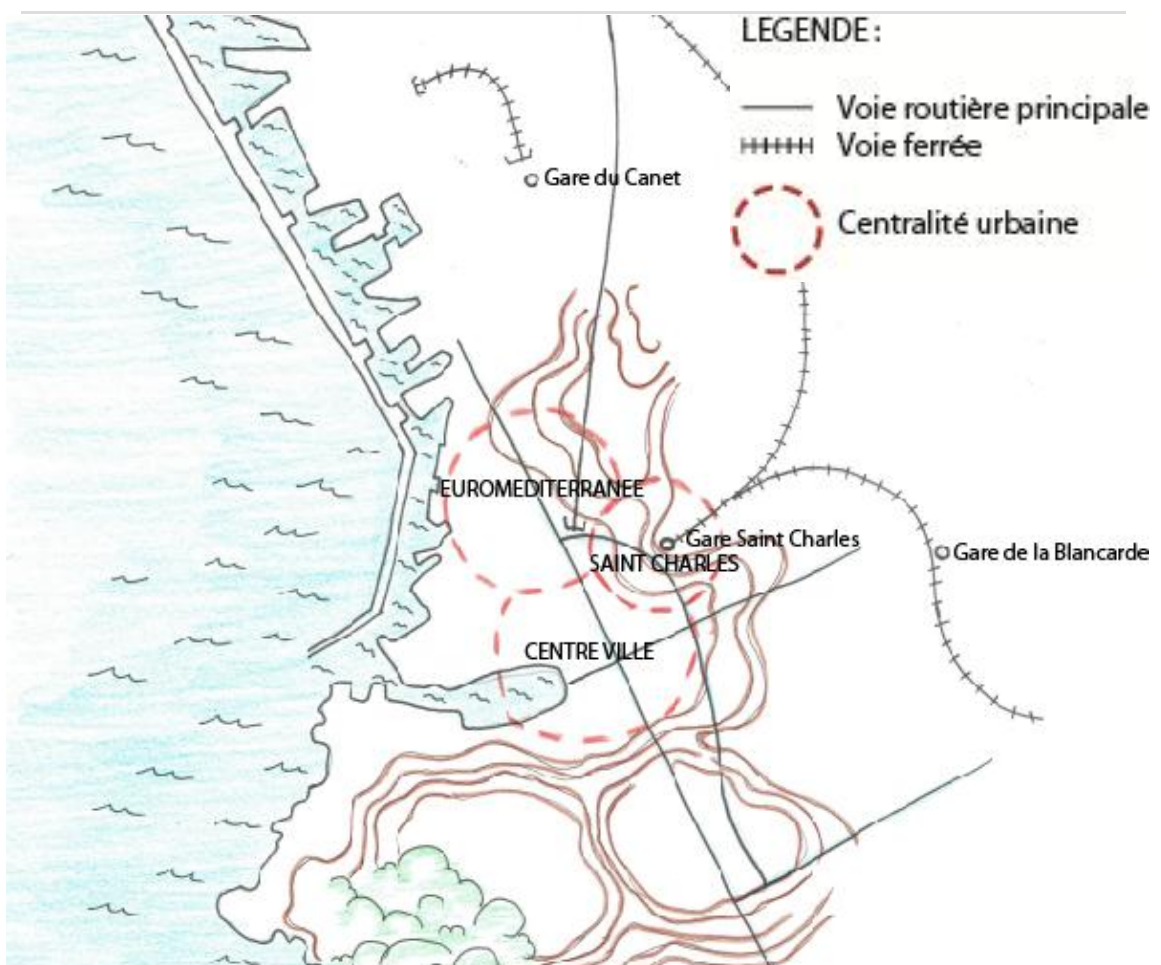 LEGENDE :
Voie routière principale
Voie ferrée
Centralité urbaine
Gare du Canet
EUROMEDITERRANEE
Gare Saint Charles
SAINT CHARLES
Gare de la Blancarde
CENTRE VILLE